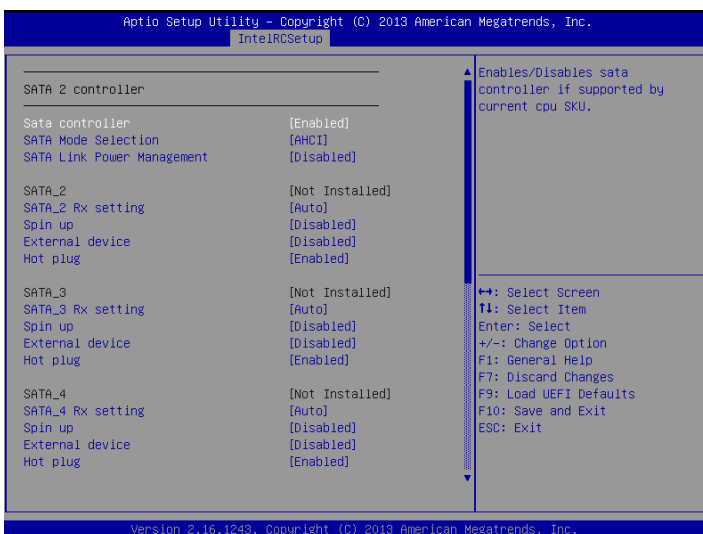 Aptio Setup Utility – Copyright (C) 2013 American Megatrends, Inc.
IntelRCSetup
SATA 2 controller
Sata controller [Enabled]
SATA Mode Selection [AHCI]
SATA Link Power Management [Disabled]
SATA_2 [Not Installed]
SATA_2 Rx setting [Auto]
Spin up [Disabled]
External device [Disabled]
Hot plug [Enabled]
SATA_3 [Not Installed]
SATA_3 Rx setting [Auto]
Spin up [Disabled]
External device [Disabled]
Hot plug [Enabled]
SATA_4 [Not Installed]
SATA_4 Rx setting [Auto]
Spin up [Disabled]
External device [Disabled]
Hot plug [Enabled]
Enables/Disables sata
controller if supported by
current cpu SKU.
↔: Select Screen
↑↓: Select Item
Enter: Select
+/-: Change Option
F1: General Help
F7: Discard Changes
F9: Load UEFI Defaults
F10: Save and Exit
ESC: Exit
Version 2.16.1243. Copyright (C) 2013 American Megatrends, Inc.